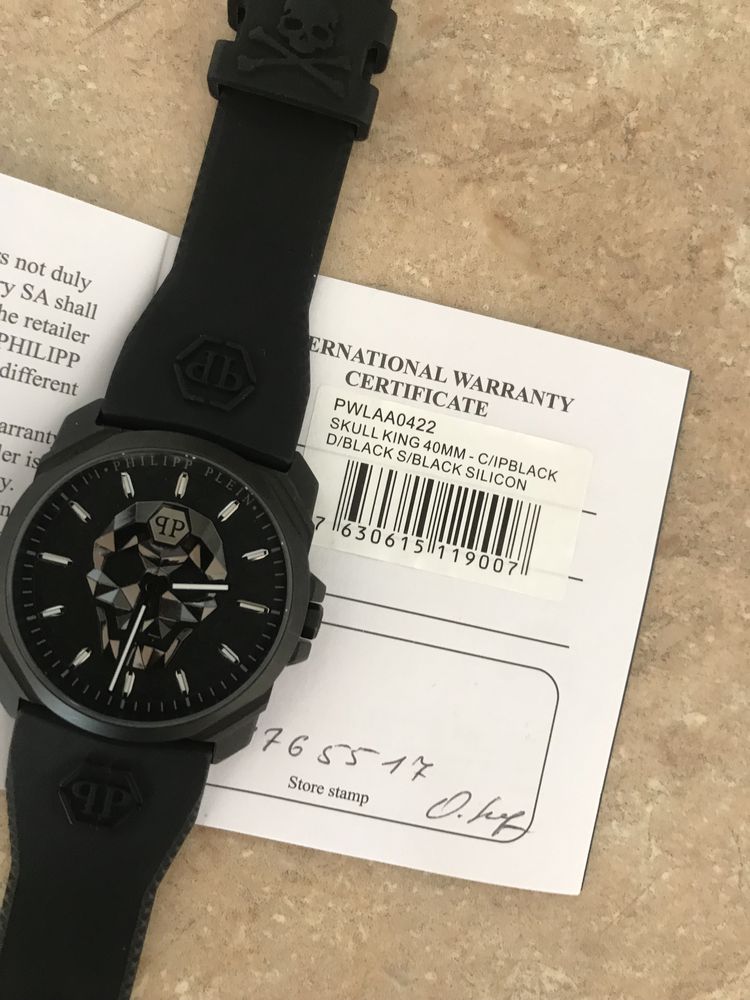 s not duly
y SA shall
he retailer
PHILIPP
different
arranty
ler is
y.
n
ERNATIONAL WARRANTY
CERTIFICATE
PWLAA0422
SKULL KING 40MM - C/IPBLACK
D/BLACK S/BLACK SILICON
7 630615 119007
PHILIPP PLEIN
765517
Store stamp